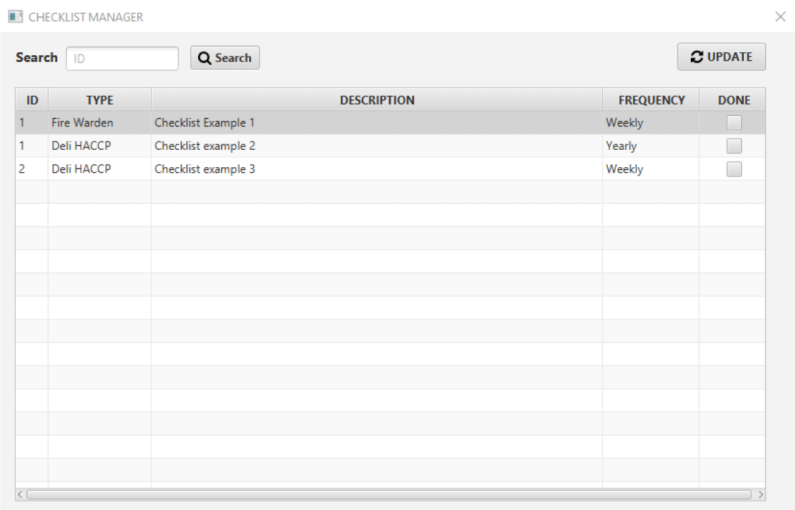 CHECKLIST MANAGER
Search ID Search UPDATE
ID TYPE DESCRIPTION FREQUENCY DONE
1 Fire Warden Checklist Example 1 Weekly
1 Deli HACCP Checklist example 2 Yearly
2 Deli HACCP Checklist example 3 Weekly